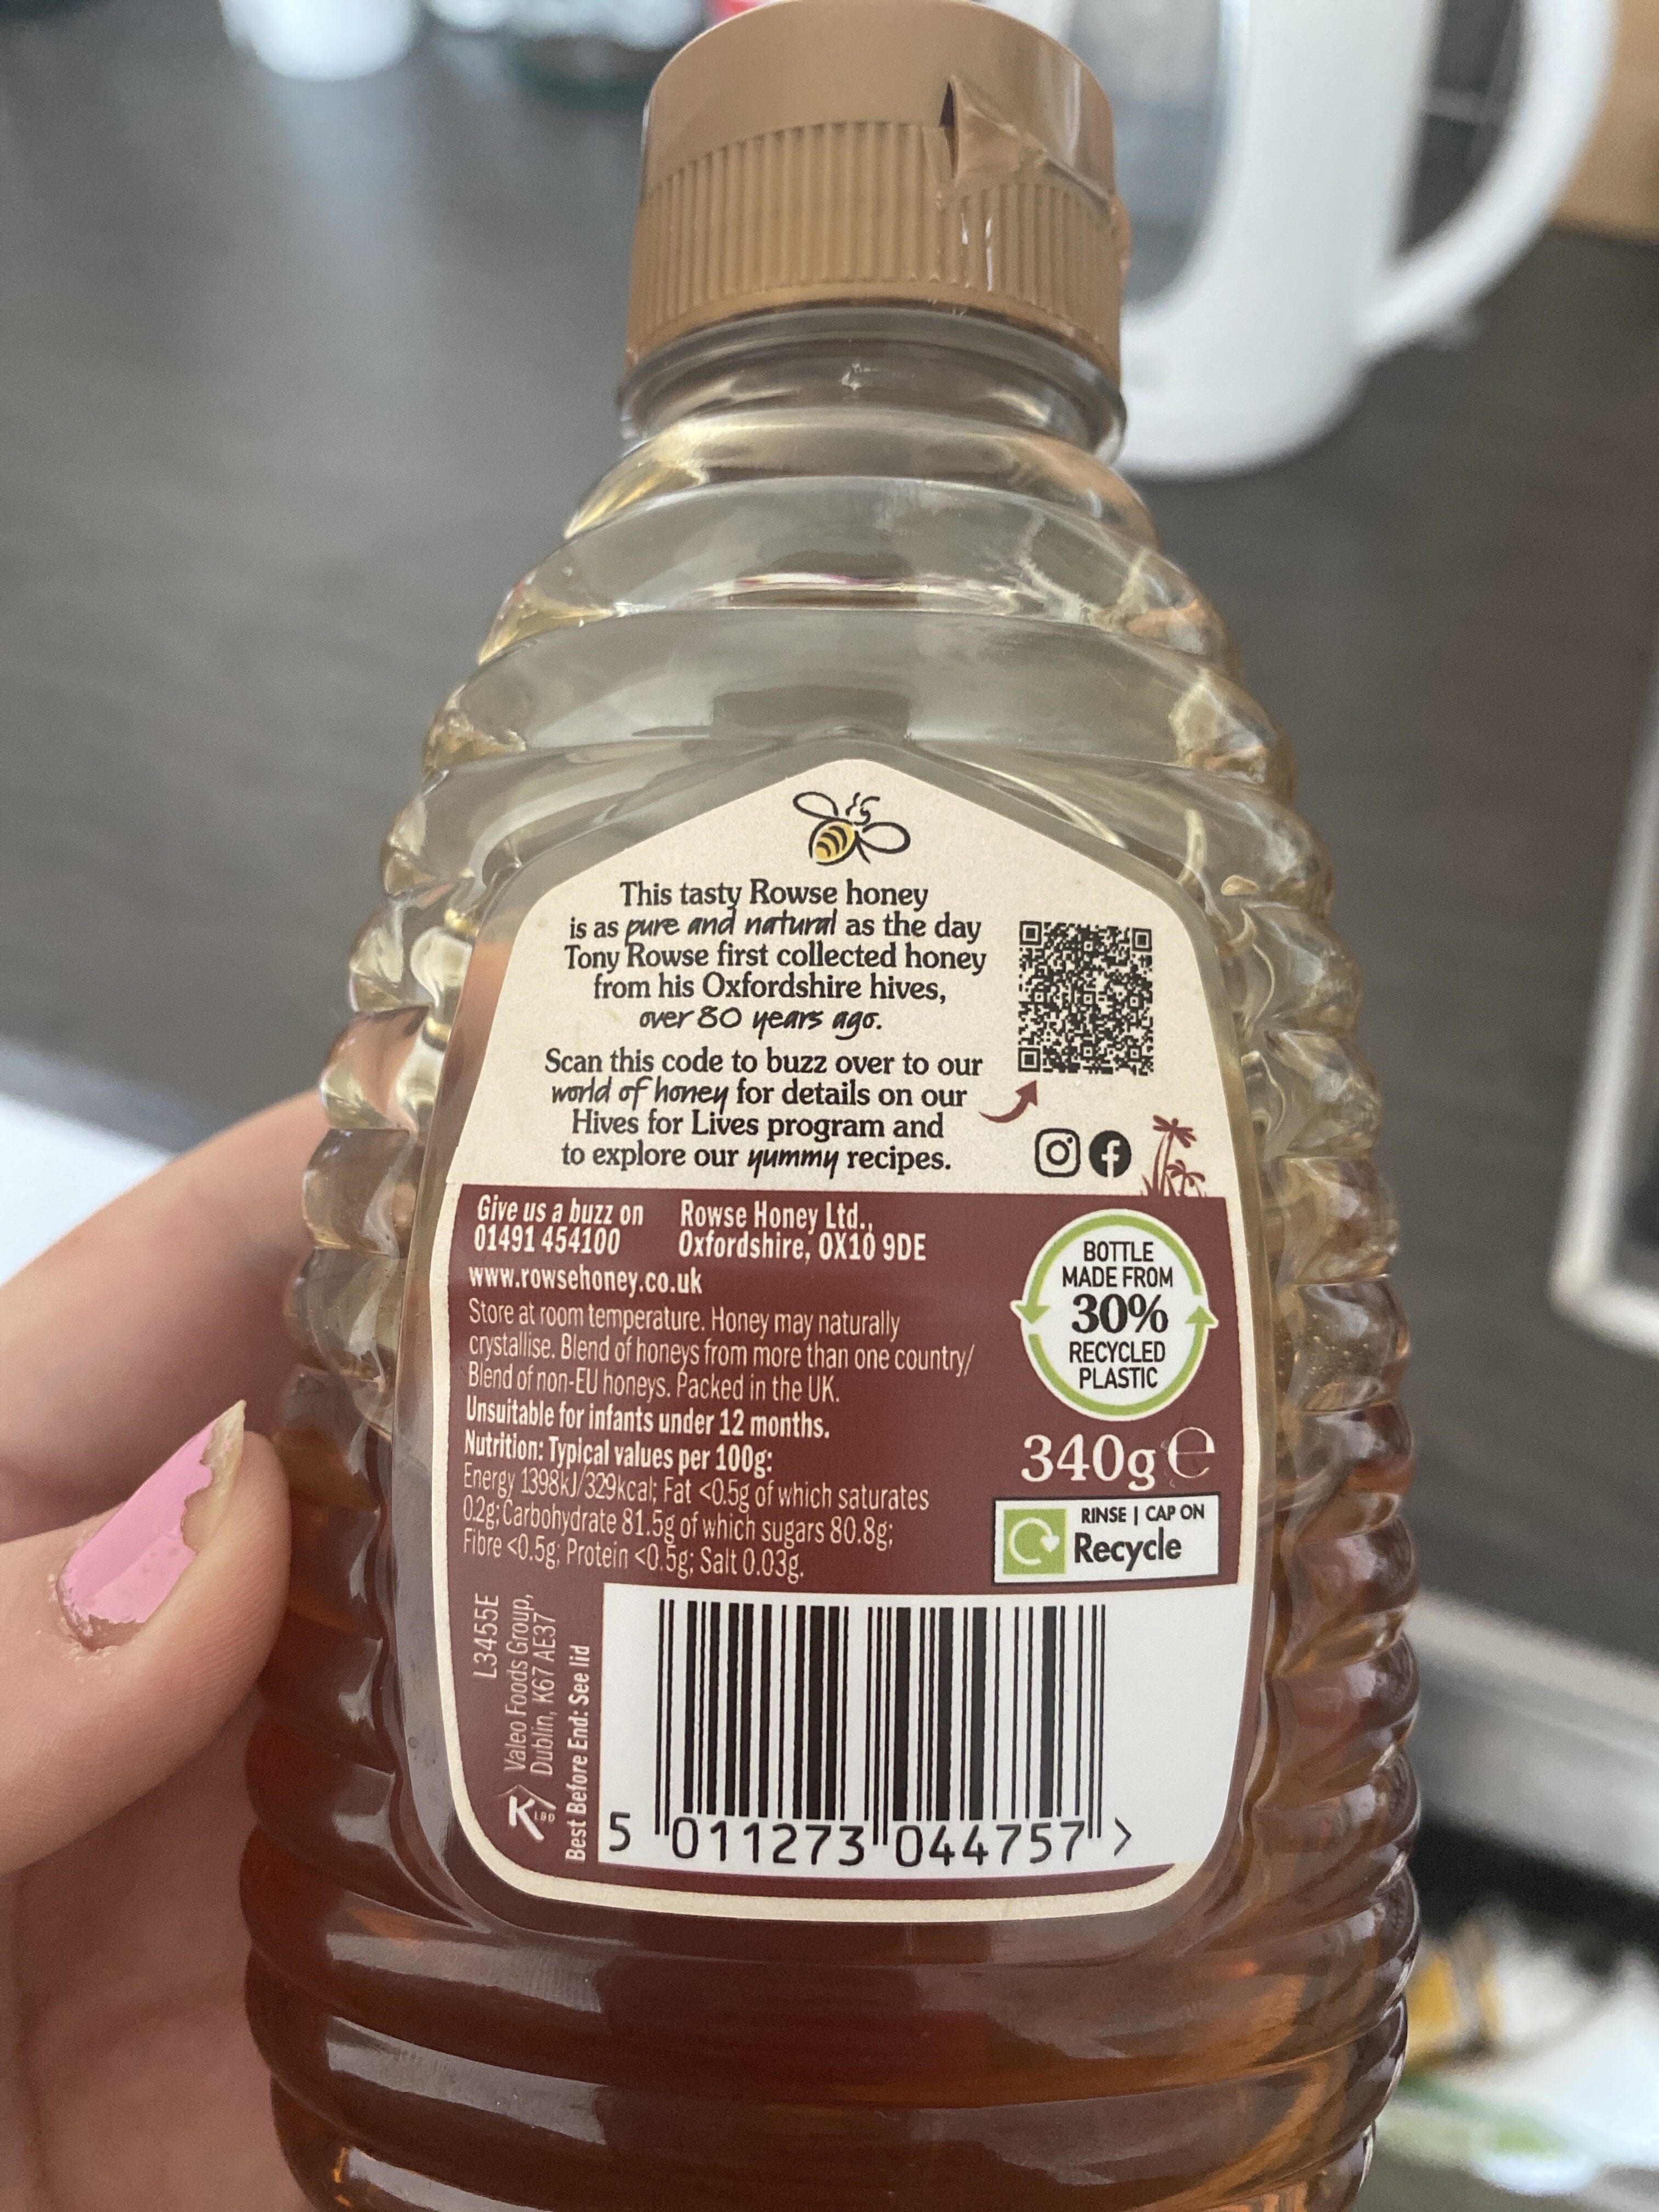 This tasty Rowse honey
is as pure and natural as the day
Tony Rowse first collected honey
from his Oxfordshire hives,
over 80 years ago.
Scan this code to buzz over to our
world of honey for details on our
Hives for Lives program and
to explore our yummy recipes.
Give us a buzz on
01491 454100
Rowse Honey Ltd.,
Oxfordshire, OX10 9DE
www.rowsehoney.co.uk
Store at room temperature. Honey may naturally
crystallise. Blend of honeys from more than one country/
Blend of non-EU honeys. Packed in the UK.
Unsuitable for infants under 12 months.
Nutrition: Typical values per 100g:
Energy 1398kJ/329kcal; Fat <0.5g of which saturates
0.2g; Carbohydrate 81.5g of which sugars 80.8g;
Fibre <0.5g; Protein <0.5g; Salt 0.03g.
BOTTLE
MADE FROM
30%
RECYCLED
PLASTIC
340g ℮
RINSE | CAP ON
Recycle
L3455E
Valeo Foods Group,
Dublin, K67 AE37
Best Before End: See lid
K LBD
5 011273 044757 >